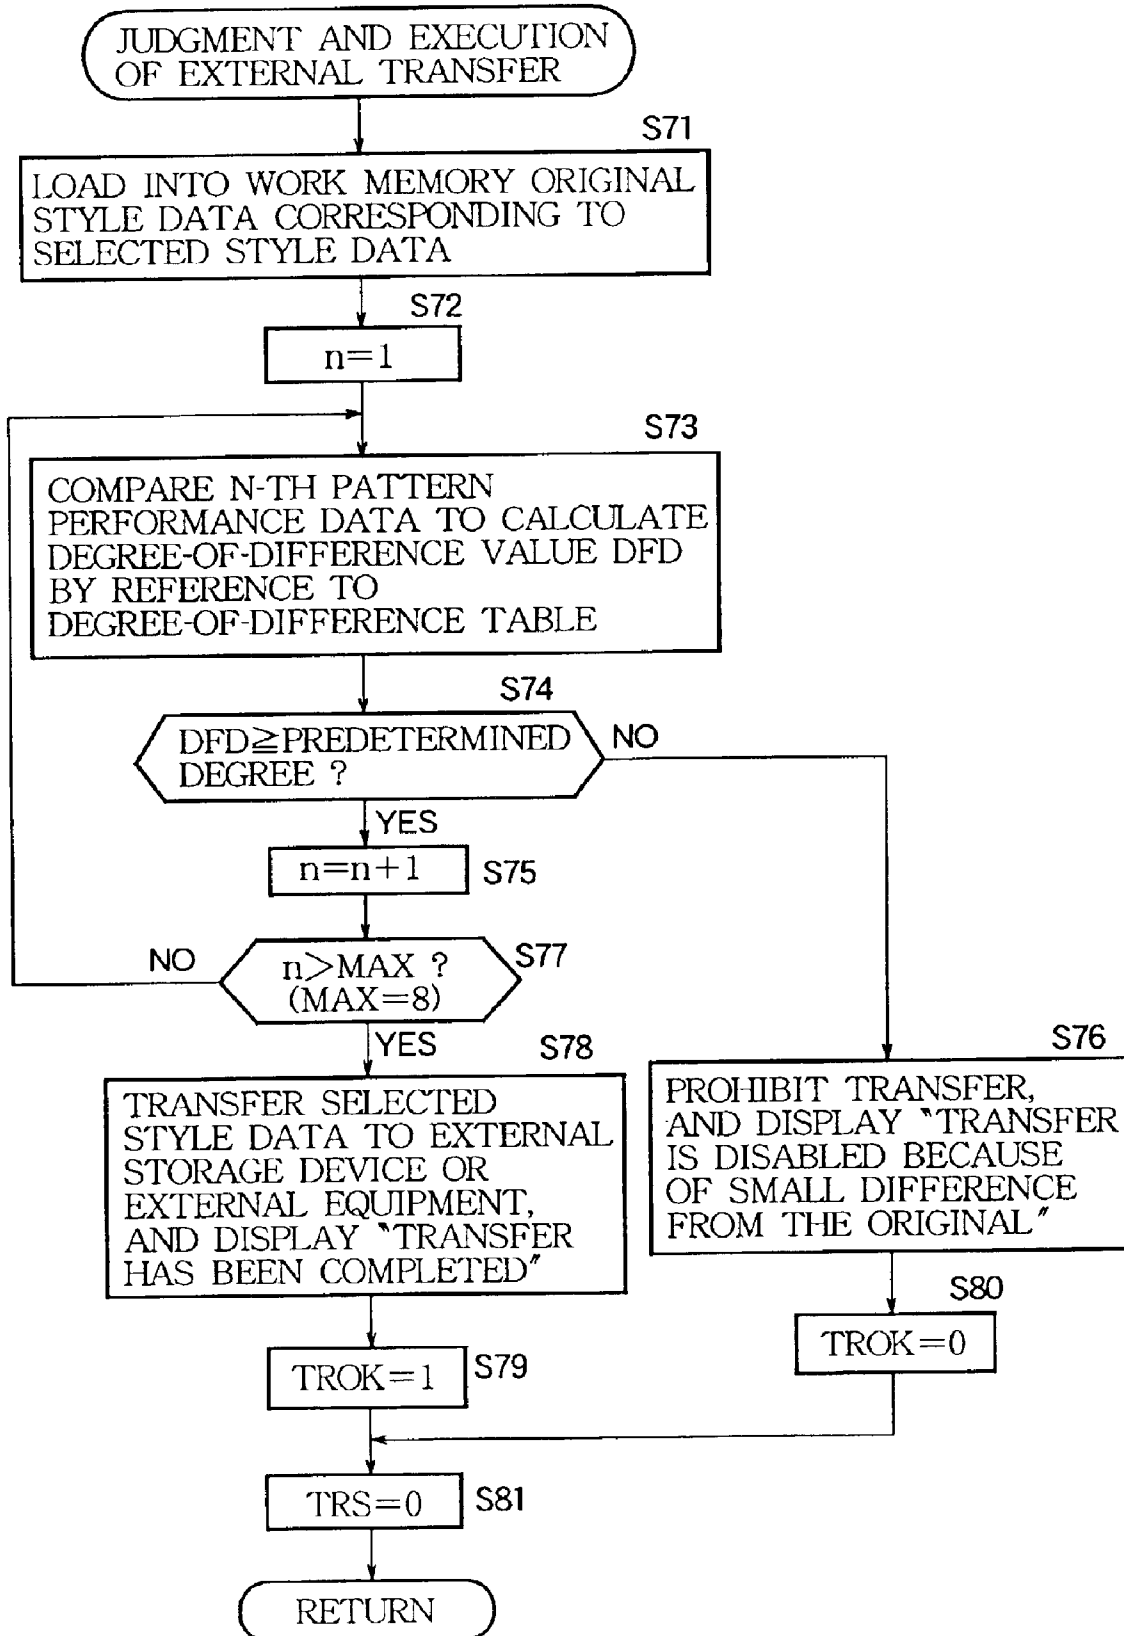 JUDGMENT AND EXECUTION
OF EXTERNAL TRANSFER
S71
LOAD INTO WORK MEMORY ORIGINAL
STYLE DATA CORRESPONDING TO
SELECTED STYLE DATA
S72
n=1
S73
COMPARE N-TH PATTERN
PERFORMANCE DATA TO CALCULATE
DEGREE-OF-DIFFERENCE VALUE DFD
BY REFERENCE TO
DEGREE-OF-DIFFERENCE TABLE
S74
DFD≧PREDETERMINED
DEGREE ?
NO
YES
n=n+1
S75
NO
n>MAX ?
(MAX=8)
S77
YES
S78
TRANSFER SELECTED
STYLE DATA TO EXTERNAL
STORAGE DEVICE OR
EXTERNAL EQUIPMENT,
AND DISPLAY "TRANSFER
HAS BEEN COMPLETED"
S76
PROHIBIT TRANSFER,
AND DISPLAY "TRANSFER
IS DISABLED BECAUSE
OF SMALL DIFFERENCE
FROM THE ORIGINAL"
S80
TROK=0
TROK=1
S79
TRS=0
S81
RETURN